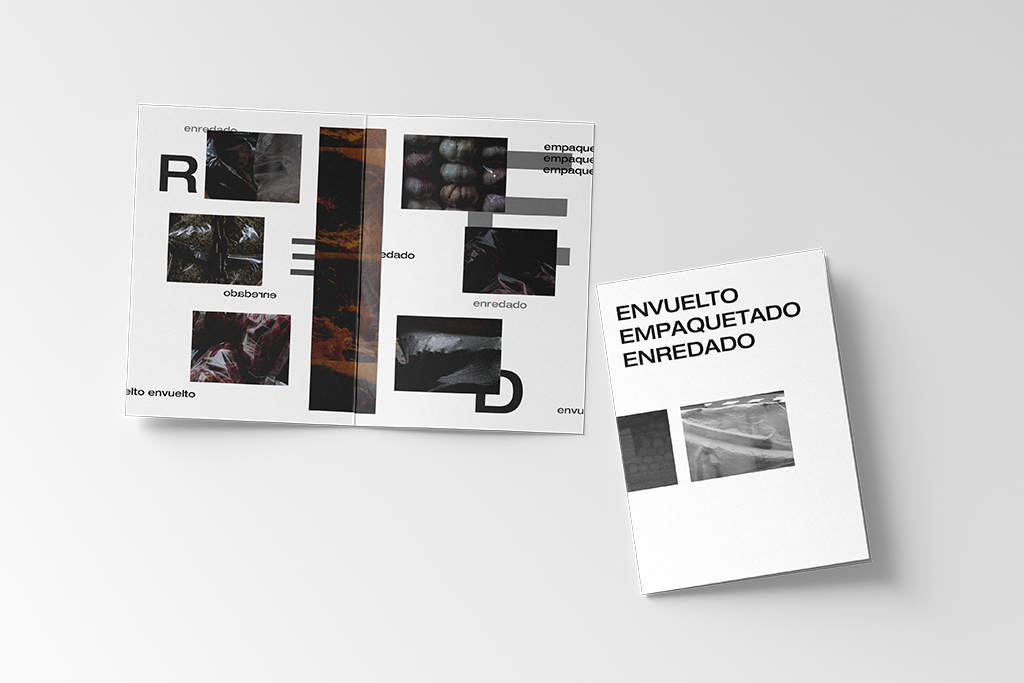 enredado
R
enredado
elto envuelto
edado
empaque
empaque
empaque
E
enredado
D
envu
ENVUELTO
EMPAQUETADO
ENREDADO